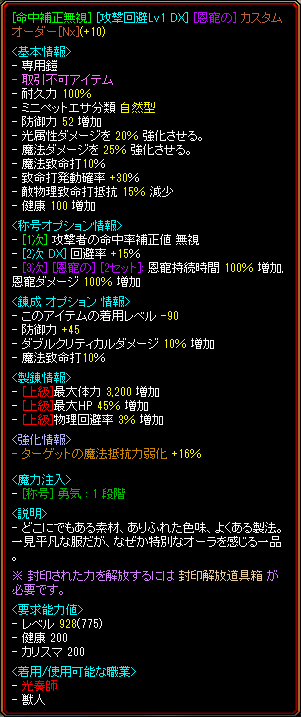 [命中補正無視] [攻撃回避Lv1 DX] [恩寵の] カスタム
オーダー[Nx](+10)
<基本情報>
- 専用鎧
- 取引不可アイテム
- 耐久力 100%
- ミニペットエサ分類 自然型
- 防御力 52 増加
- 光属性ダメージを 20% 強化させる。
- 魔法ダメージを 25% 強化させる。
- 魔法致命打10%
- 致命打発動確率 +30%
- 敵物理致命打抵抗 15% 減少
- 健康 100 増加
<称号オプション情報>
- [1次] 攻撃者の命中率補正値 無視
- [2次 DX] 回避率 +15%
- [3次] [恩寵の] [2セット]: 恩寵持続時間 100% 増加,
恩寵ダメージ 100% 増加
<錬成 オプション 情報>
- このアイテムの着用レベル -90
- 防御力 +45
- ダブルクリティカルダメージ 10% 増加
- 魔法致命打10%
<製錬情報>
- [上級]最大体力 3,200 増加
- [上級]最大HP 45% 増加
- [上級]物理回避率 3% 増加
<強化情報>
- ターゲットの魔法抵抗力弱化 +16%
<魔力注入>
- [称号] 勇気 : 1 段階
<説明>
- どこにでもある素材、ありふれた色味、よくある製法。
一見平凡な服だが、なぜか特別なオーラを感じる一品
。
※ 封印された力を解放するには 封印解放道具箱 が
必要です。
<要求能力値>
- レベル 928(775)
- 健康 200
- カリスマ 200
<着用/使用可能な職業>
- 光奏師
- 獣人